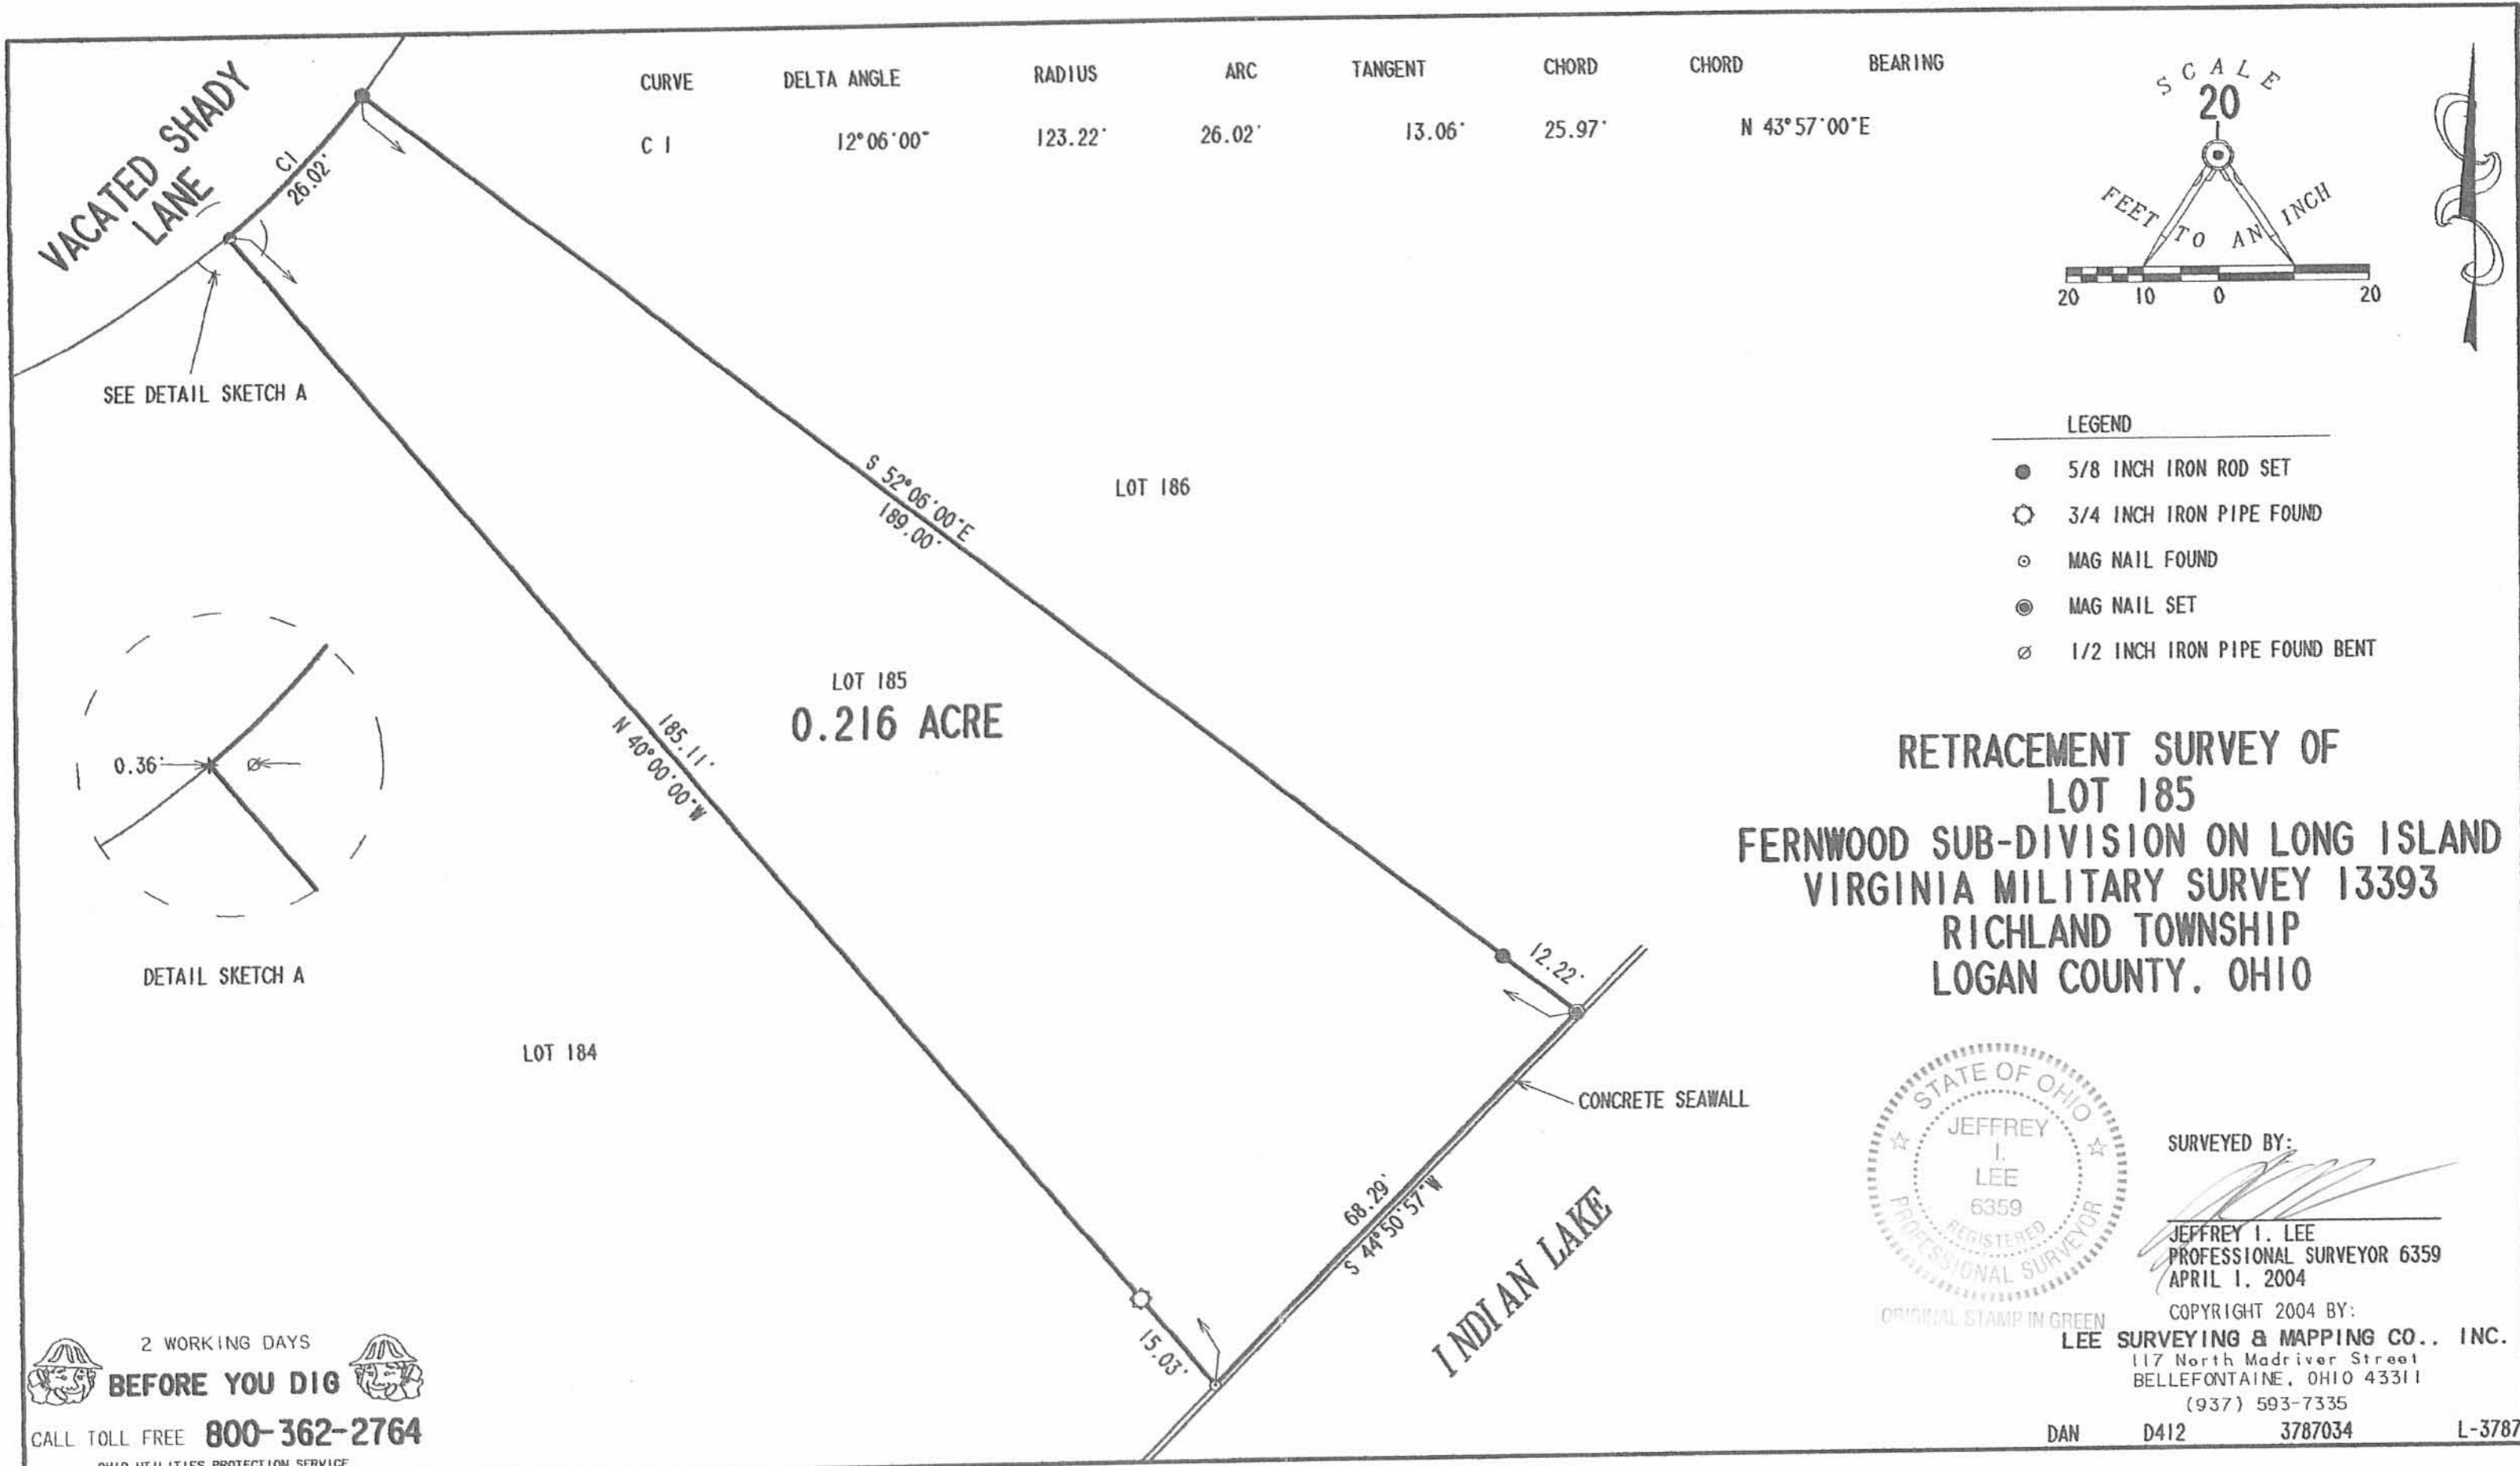 VACATED SHADY
LANE
C1
26.02'
SEE DETAIL SKETCH A
CURVE DELTA ANGLE RADIUS ARC TANGENT CHORD CHORD BEARING
C 1 12°06'00" 123.22' 26.02' 13.06' 25.97' N 43°57'00"E
SCALE
20
FEET TO AN INCH
20 10 0 20
LEGEND
5/8 INCH IRON ROD SET
3/4 INCH IRON PIPE FOUND
MAG NAIL FOUND
MAG NAIL SET
1/2 INCH IRON PIPE FOUND BENT
S 52°06'00"E
189.00'
LOT 186
LOT 185
0.216 ACRE
185.11'
N 40°00'00"W
0.36'
DETAIL SKETCH A
LOT 184
12.22'
CONCRETE SEAWALL
68.29'
S 44°50'57"W
INDIAN LAKE
15.03'
RETRACEMENT SURVEY OF
LOT 185
FERNWOOD SUB-DIVISION ON LONG ISLAND
VIRGINIA MILITARY SURVEY 13393
RICHLAND TOWNSHIP
LOGAN COUNTY, OHIO
STATE OF OHIO
JEFFREY
I.
LEE
6359
REGISTERED
PROFESSIONAL SURVEYOR
ORIGINAL STAMP IN GREEN
SURVEYED BY:
JEFFREY I. LEE
PROFESSIONAL SURVEYOR 6359
APRIL 1, 2004
COPYRIGHT 2004 BY:
LEE SURVEYING & MAPPING CO., INC.
117 North Madriver Street
BELLEFONTAINE, OHIO 43311
(937) 593-7335
DAN D412 3787034 L-3787
2 WORKING DAYS
BEFORE YOU DIG
CALL TOLL FREE 800-362-2764
OHIO UTILITIES PROTECTION SERVICE